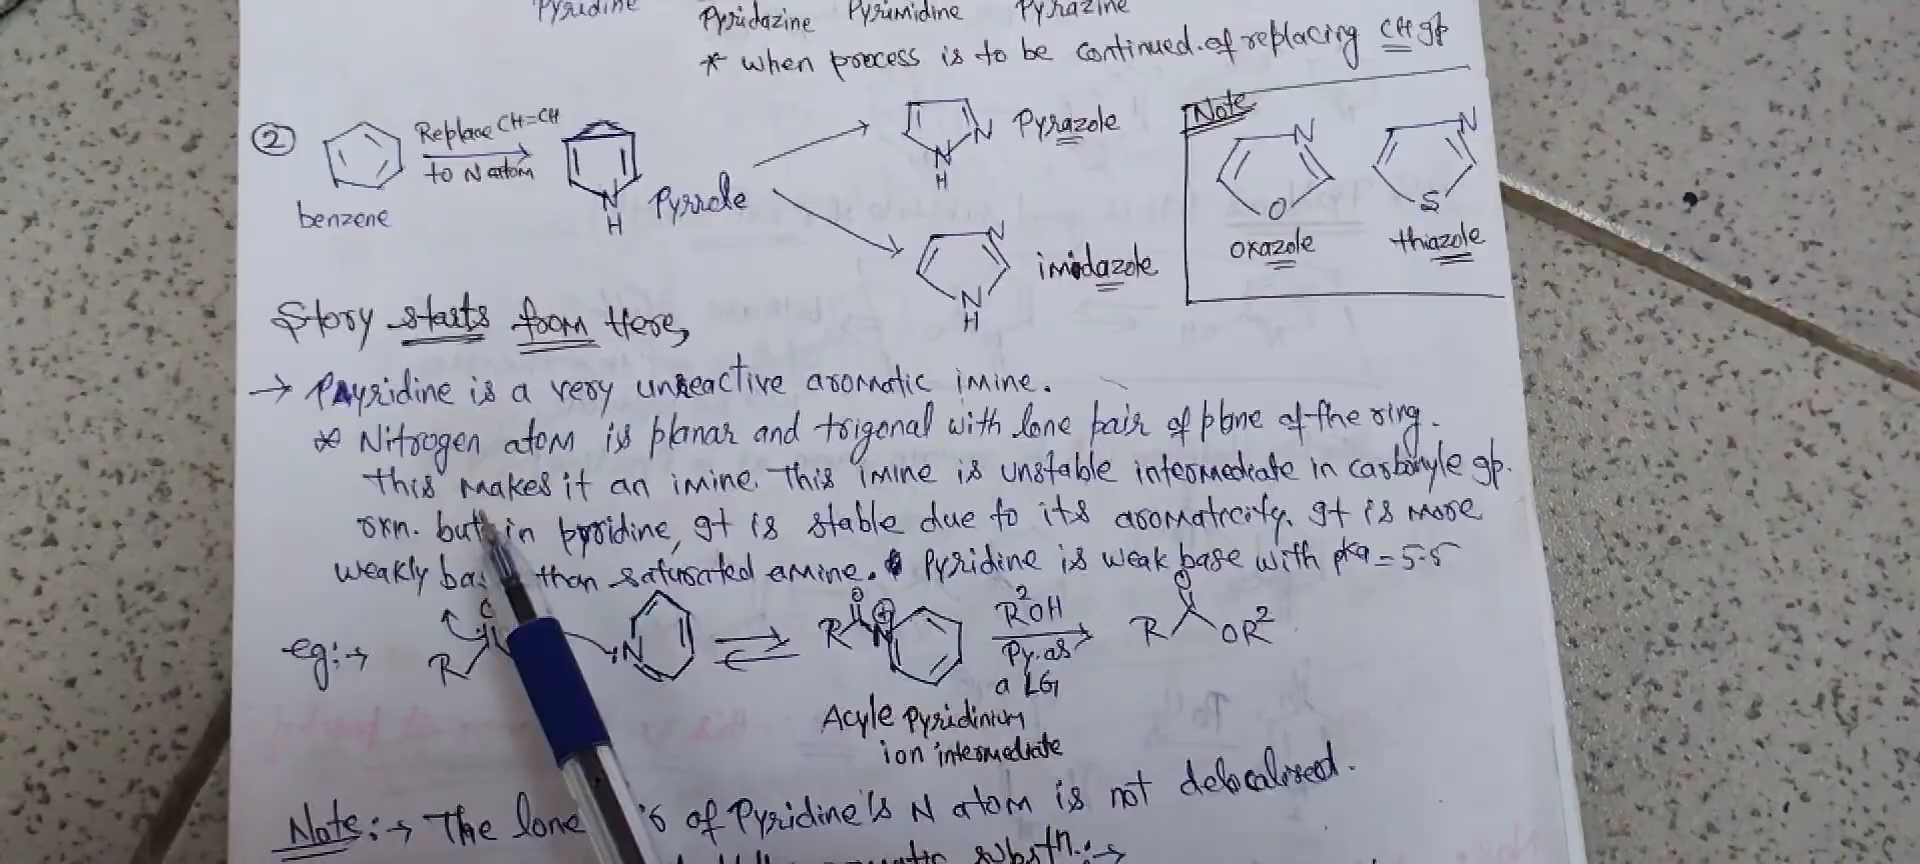 Pyridine Pyridazine Pyrimidine Pyrazine
* when process is to be continued of replacing CH gp
② Replace CH=CH to N atom
benzene
N H Pyrrole
N N H Pyrazole
N N H imidazole
Note
N O oxazole
N S thiazole
Story starts from Here,
→ Pyridine is a very unreactive aromatic imine.
* Nitrogen atom is planar and trigonal with lone pair of plane of the ring.
this makes it an imine. This imine is unstable intermediate in carbonyle gp.
rxn. but in pyridine, It is stable due to its aromatcity. It is more
weakly than saturated amine. Pyridine is weak base with pka = 5.5
eg:→ R :N ⇌ R O N ⊕ R²OH Py. as a LG R O OR²
Acyle pyridinium
ion intermediate
Note:→ The lone of Pyridine's N atom is not delocalised.
substn.:→